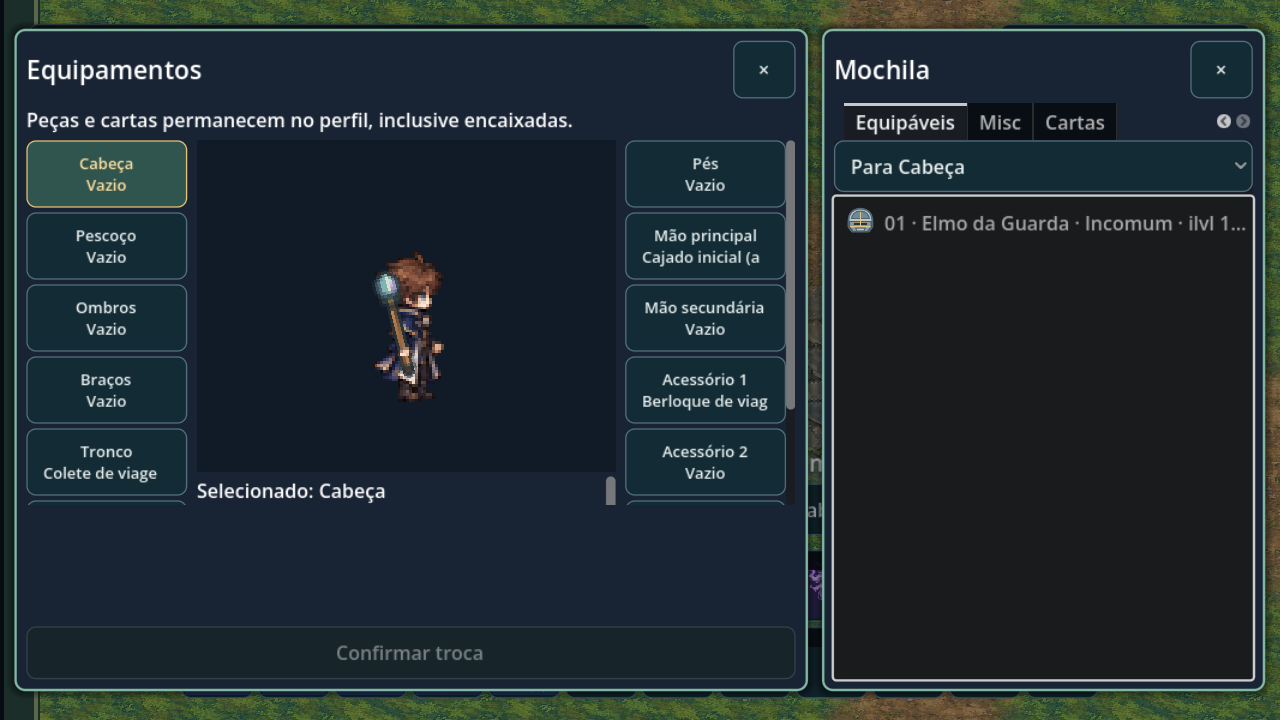 Equipamentos
×
Peças e cartas permanecem no perfil, inclusive encaixadas.
Cabeça
Vazio
Pescoço
Vazio
Ombros
Vazio
Braços
Vazio
Tronco
Colete de viage
Selecionado: Cabeça
Pés
Vazio
Mão principal
Cajado inicial (a
Mão secundária
Vazio
Acessório 1
Berloque de viag
Acessório 2
Vazio
Confirmar troca
Mochila
×
Equipáveis
Misc
Cartas
Para Cabeça
01 · Elmo da Guarda · Incomum · ilvl 1...